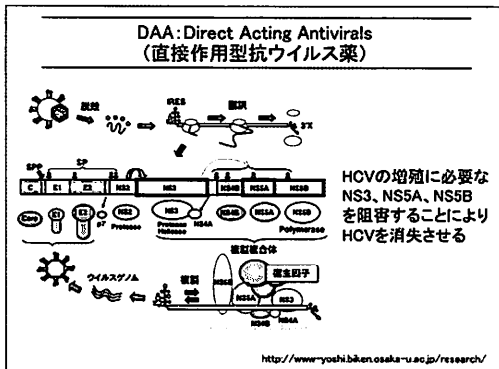 DAA:Direct Acting Antivirals
(直接作用型抗ウイルス薬)
脱殻
IRES
翻訳
3'X
SPP
SP
C
E1
E2
NS2
NS3
NS4B
NS5A
NS5B
Core
E1
E2
p7
NS2
Protease
NS3
Protease
Helicase
NS4A
NS4B
NS5A
NS5B
Polymerase
HCVの増殖に必要な
NS3、NS5A、NS5B
を阻害することにより
HCVを消失させる
複製複合体
ウイルスゲノム
複製
NS5B
宿主因子
NS5A
NS3
NS4B
NS4A
http://www-yoshi.biken.osaka-u.ac.jp/research/